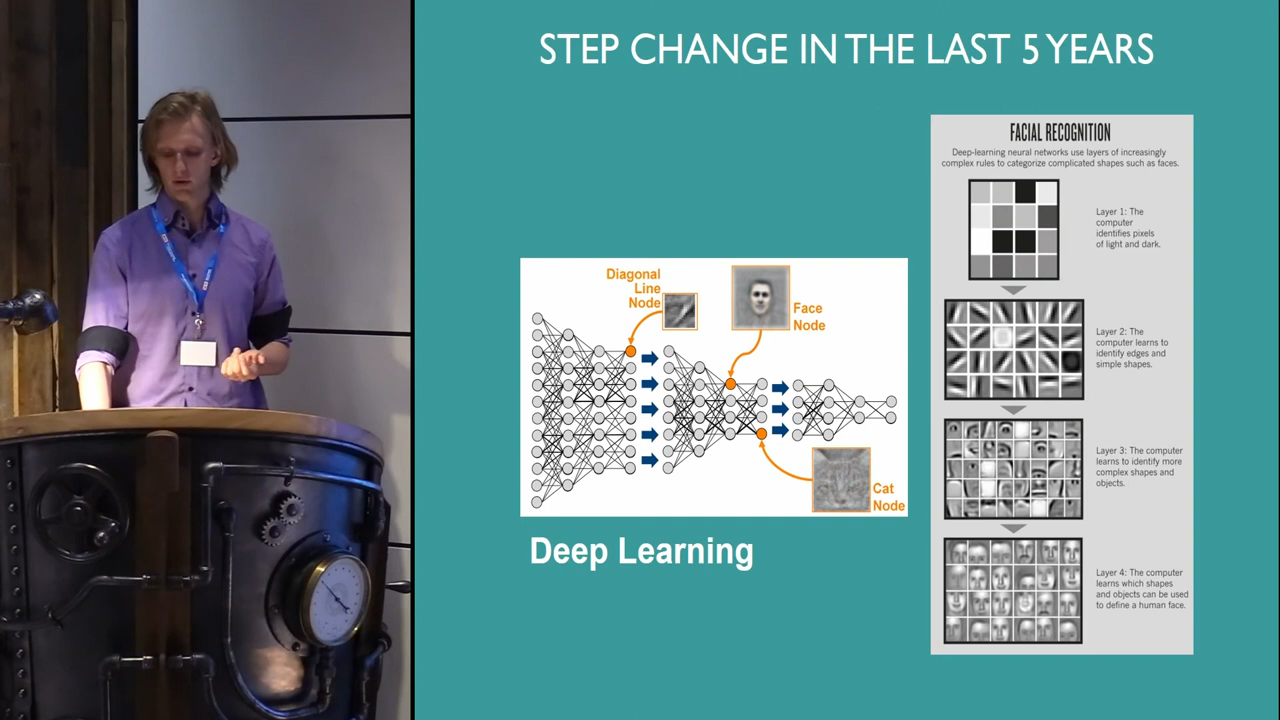 STEP CHANGE IN THE LAST 5 YEARS
Diagonal
Line
Node
Face
Node
Cat
Node
Deep Learning
FACIAL RECOGNITION
Deep-learning neural networks use layers of increasingly
complex rules to categorize complicated shapes such as faces.
Layer 1: The
computer
identifies pixels
of light and dark.
Layer 2: The
computer learns to
identify edges and
simple shapes.
Layer 3: The computer
learns to identify more
complex shapes and
objects.
Layer 4: The computer
learns which shapes
and objects can be used
to define a human face.